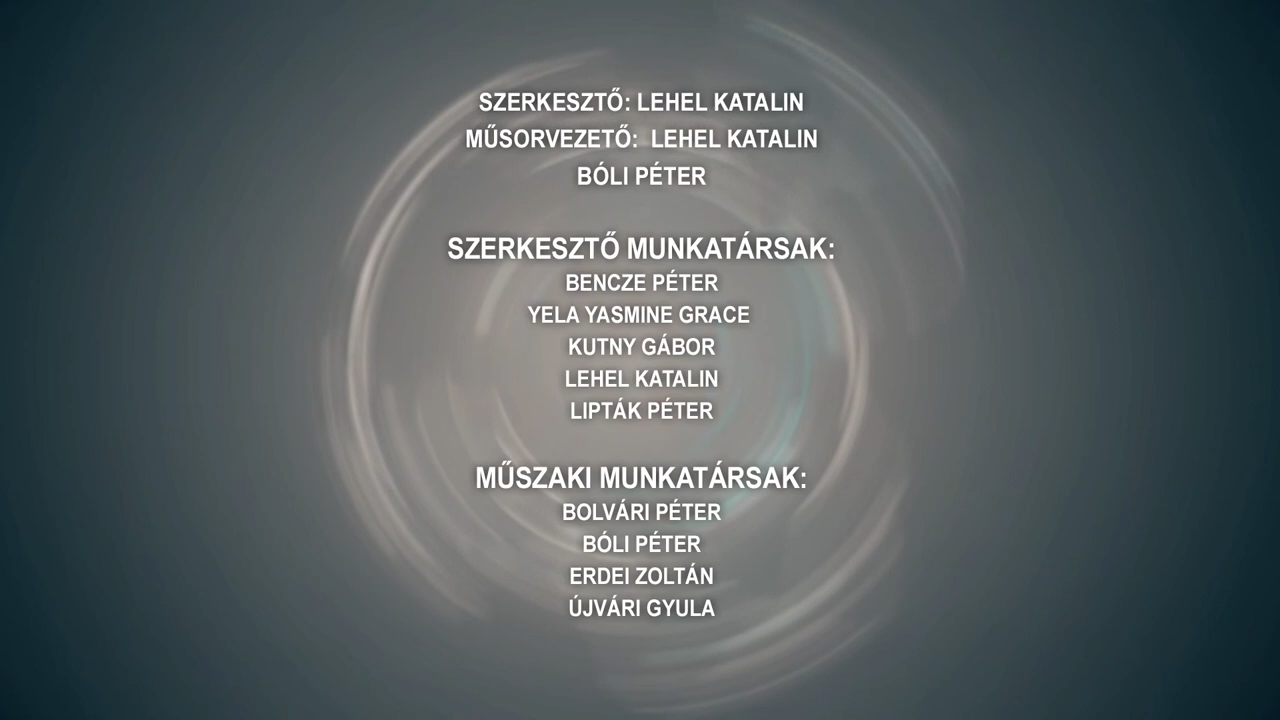 SZERKESZTŐ: LEHEL KATALIN
MŰSORVEZETŐ: LEHEL KATALIN
BÓLI PÉTER
SZERKESZTŐ MUNKATÁRSAK:
BENCZE PÉTER
YELA YASMINE GRACE
KUTNY GÁBOR
LEHEL KATALIN
LIPTÁK PÉTER
MŰSZAKI MUNKATÁRSAK:
BOLVÁRI PÉTER
BÓLI PÉTER
ERDEI ZOLTÁN
ÚJVÁRI GYULA